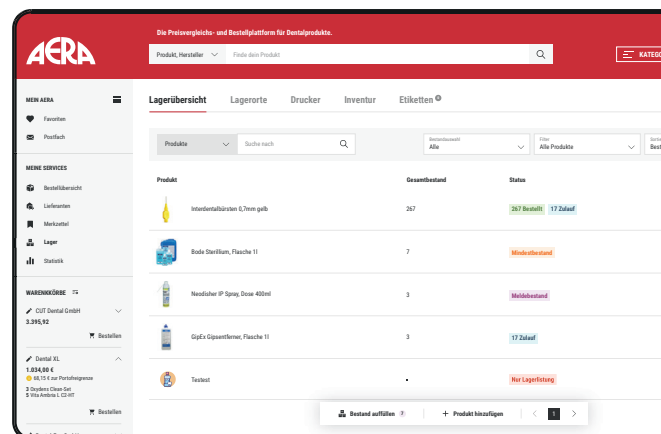 AERA
Die Preisvergleichs- und Bestellplattform für Dentalprodukte.
Produkt, Hersteller
Finde dein Produkt
KATEGO
MEIN AERA
Favoriten
Postfach
MEINE SERVICES
Bestellübersicht
Lieferanten
Merkzettel
Lager
Statistik
WARENKÖRBE
CUT Dental GmbH
3.395,92
Bestellen
Dental XL
1.034,00 €
68,15 € zur Portofreigrenze
3 Oxydens Clean-Set
5 Vita Ambria L C2-HT
Bestellen
Lagerübersicht Lagerorte Drucker Inventur Etiketten
Produkte
Suche nach
Bestandsauswahl
Alle
Filter
Alle Produkte
Best
Produkt Gesamtbestand Status
Interdentalbürsten 0,7mm gelb 267 267 Bestellt 17 Zulauf
Bode Sterillium, Flasche 1l 7 Mindestbestand
Neodisher IP Spray, Dose 400ml 3 Meldebestand
GipEx Gipsentferner, Flasche 1l 3 17 Zulauf
Testest - Nur Lagerlistung
Bestand auffüllen 7 + Produkt hinzufügen 1